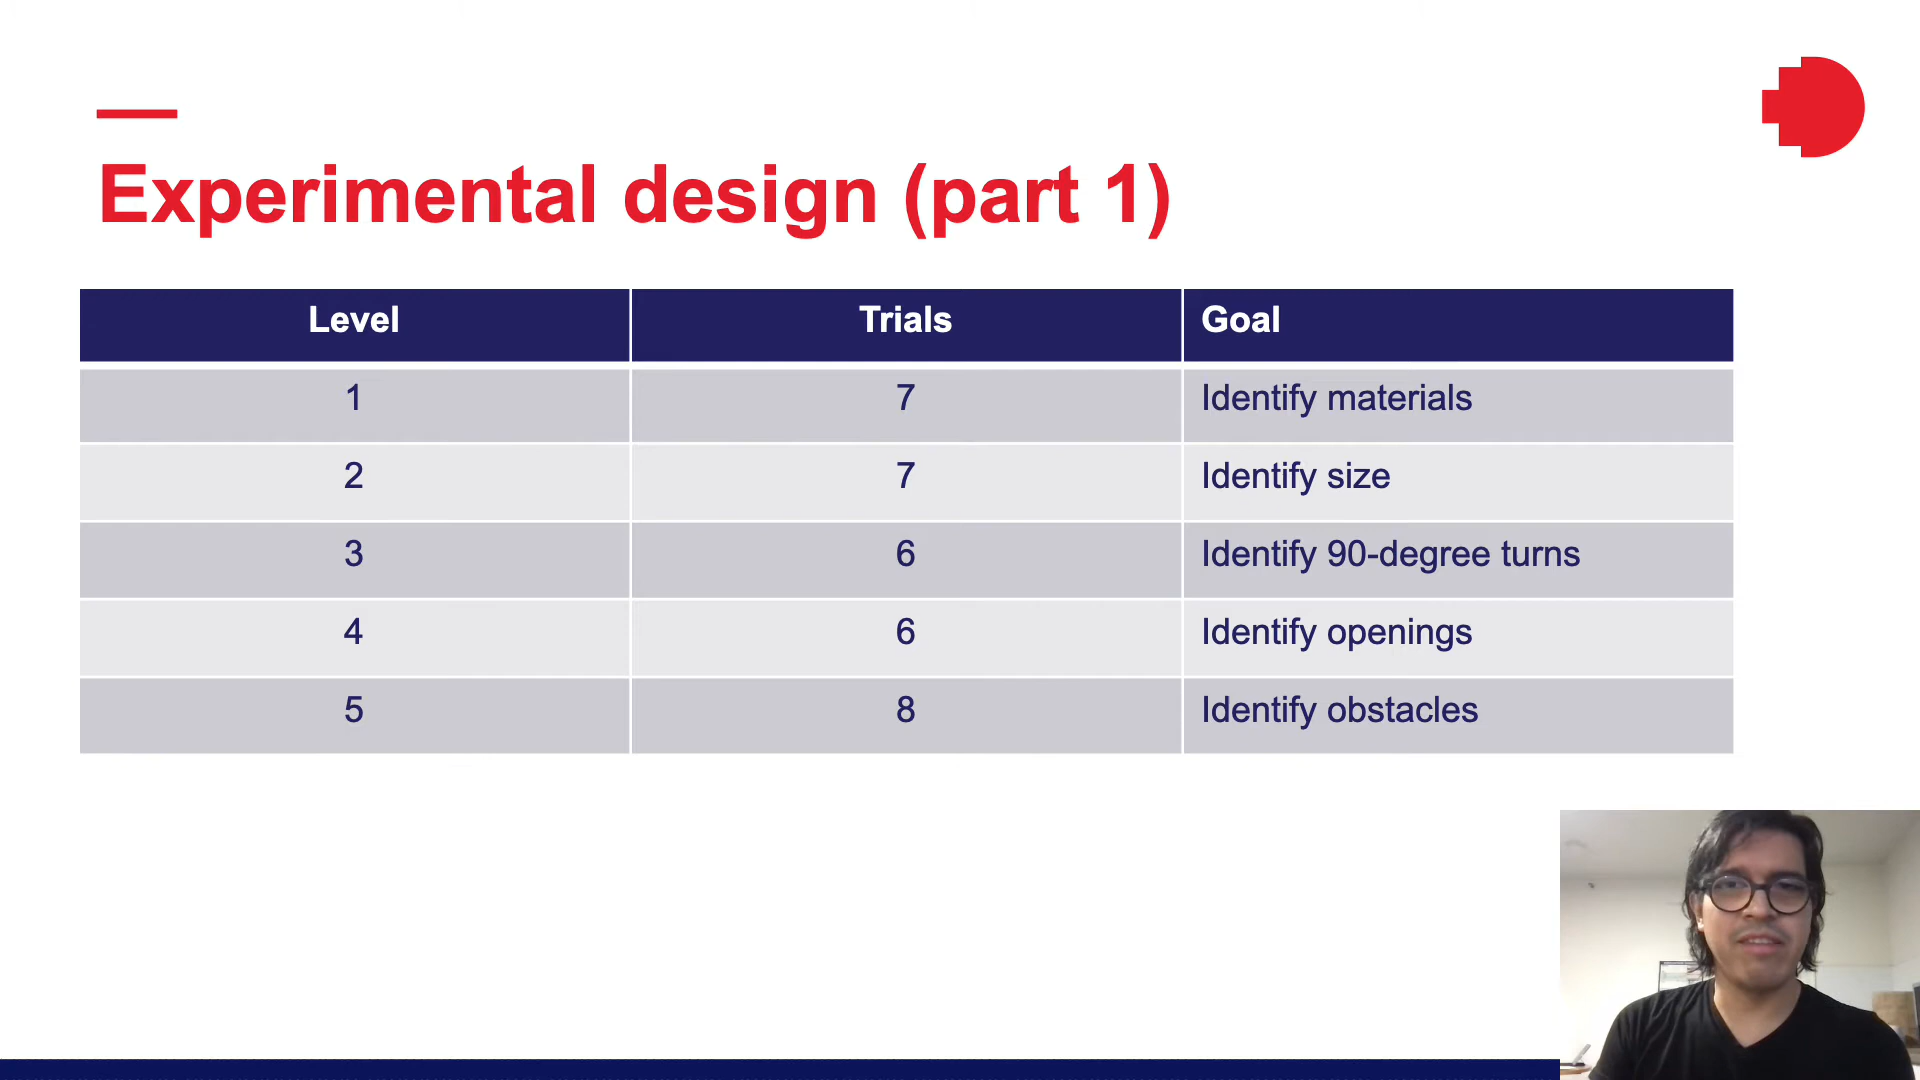 Experimental design (part 1)
Level Trials Goal
1 7 Identify materials
2 7 Identify size
3 6 Identify 90-degree turns
4 6 Identify openings
5 8 Identify obstacles